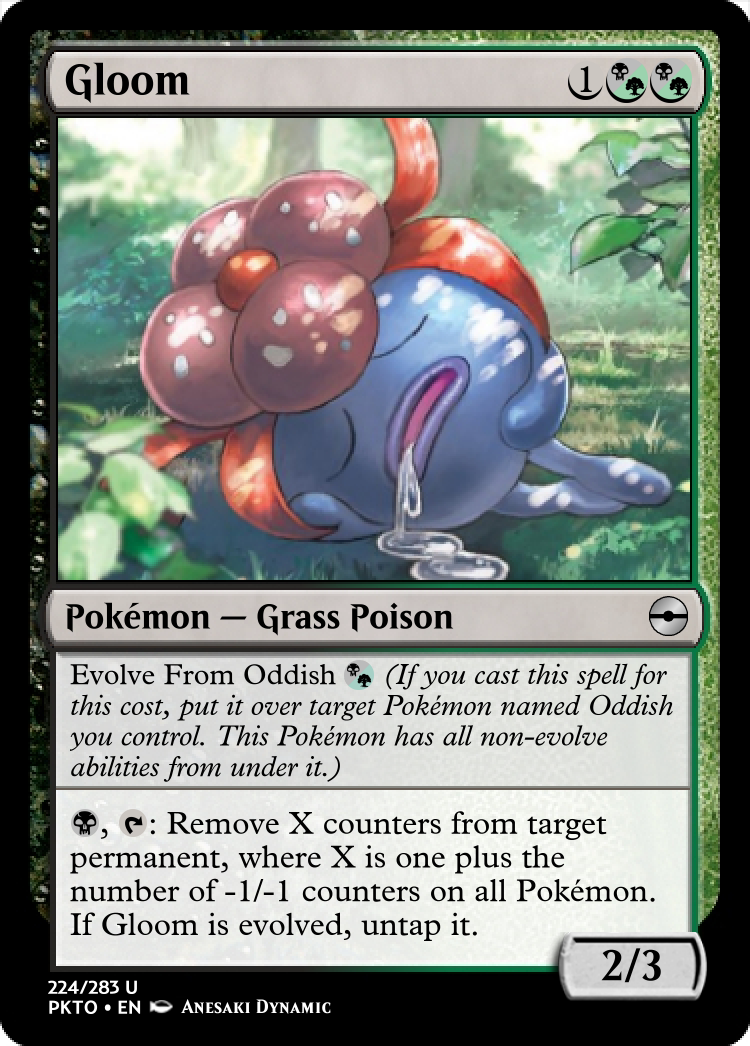 Gloom 1
Pokémon — Grass Poison
Evolve From Oddish (If you cast this spell for
this cost, put it over target Pokémon named Oddish
you control. This Pokémon has all non-evolve
abilities from under it.)
, : Remove X counters from target
permanent, where X is one plus the
number of -1/-1 counters on all Pokémon.
If Gloom is evolved, untap it.
2/3
224/283 U
PKTO • EN Anesaki Dynamic